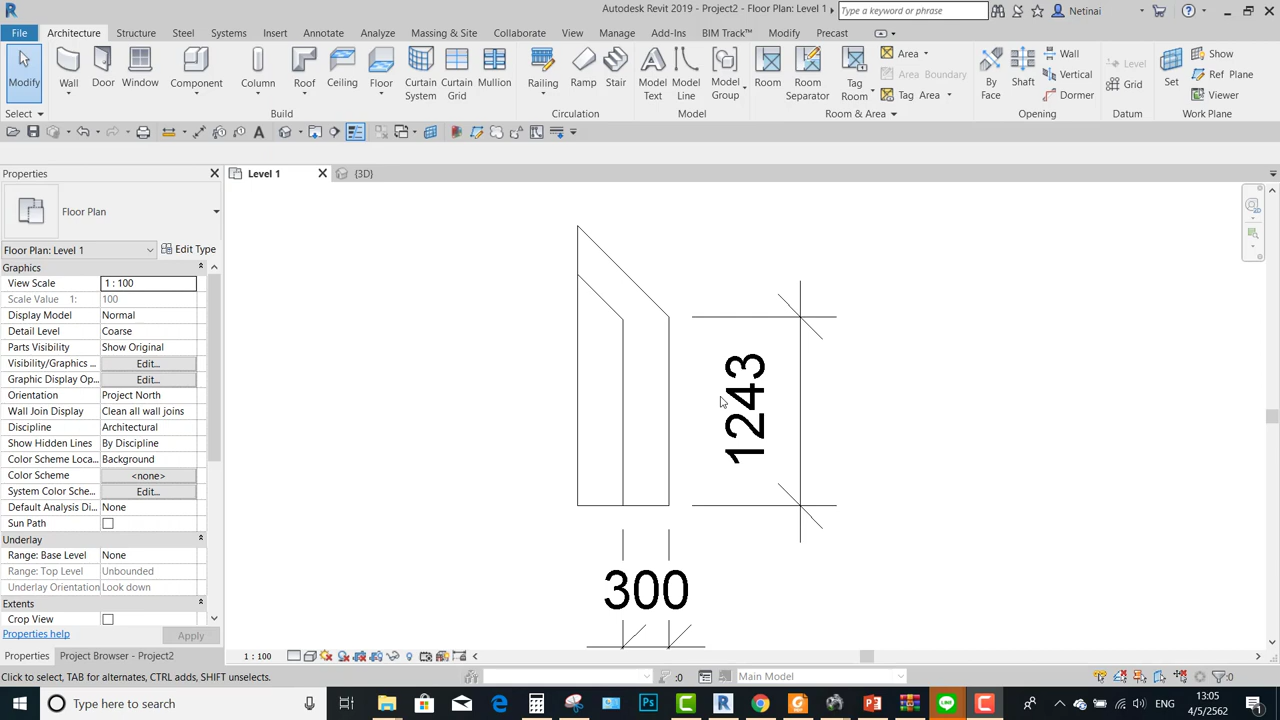 Autodesk Revit 2019 - Project2 - Floor Plan: Level 1
Type a keyword or phrase
Netinai
File Architecture Structure Steel Systems Insert Annotate Analyze Massing & Site Collaborate View Manage Add-Ins BIM Track™ Modify Precast
Modify
Wall
Door
Window
Component
Column
Roof
Ceiling
Floor
Curtain System
Curtain Grid
Mullion
Railing
Ramp
Stair
Model Text
Model Line
Model Group
Room
Room Separator
Tag Room
Area
Area Boundary
Tag Area
By Face
Shaft
Wall
Vertical
Dormer
Level
Grid
Set
Show
Ref Plane
Viewer
Select Build Circulation Model Room & Area Opening Datum Work Plane
Properties
Level 1
{3D}
Floor Plan
Floor Plan: Level 1 Edit Type
Graphics
View Scale 1 : 100
Scale Value 1: 100
Display Model Normal
Detail Level Coarse
Parts Visibility Show Original
Visibility/Graphics ... Edit...
Graphic Display Op... Edit...
Orientation Project North
Wall Join Display Clean all wall joins
Discipline Architectural
Show Hidden Lines By Discipline
Color Scheme Loca... Background
Color Scheme <none>
System Color Sche... Edit...
Default Analysis Di... None
Sun Path
Underlay
Range: Base Level None
Range: Top Level Unbounded
Underlay Orientation Look down
Extents
Crop View
Properties help Apply
Properties Project Browser - Project2
1243
300
1 : 100
Click to select, TAB for alternates, CTRL adds, SHIFT unselects.
:0
Main Model
:0
Type here to search
ENG
13:05
4/5/2562